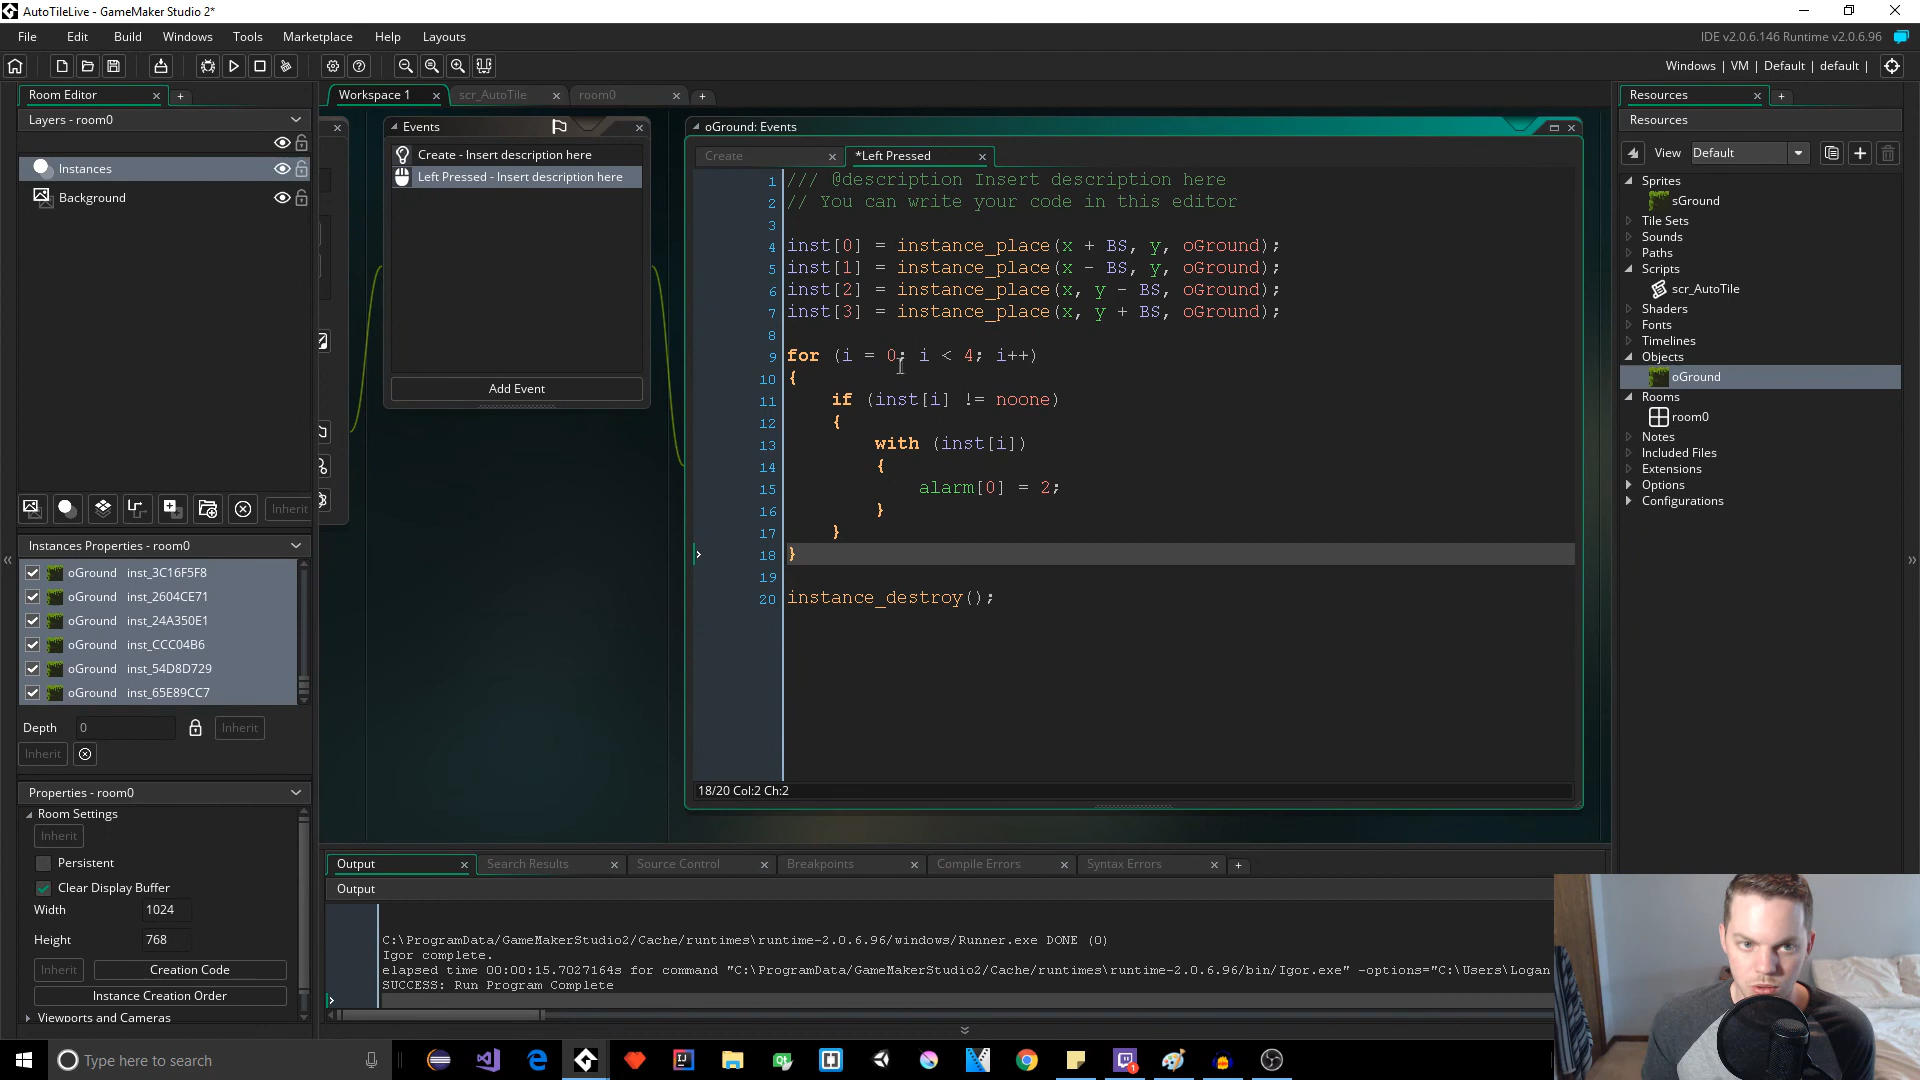 AutoTileLive - GameMaker Studio 2*
File Edit Build Windows Tools Marketplace Help Layouts
IDE v2.0.6.146 Runtime v2.0.6.96
Windows | VM | Default | default |
Room Editor
Layers - room0
Instances
Background
Inherit
Instances Properties - room0
oGround inst_3C16F5F8
oGround inst_2604CE71
oGround inst_24A350E1
oGround inst_CCC04B6
oGround inst_54D8D729
oGround inst_65E89CC7
Depth 0 Inherit
Inherit
Properties - room0
Room Settings
Inherit
Persistent
Clear Display Buffer
Width 1024
Height 768
Inherit Creation Code
Instance Creation Order
Viewports and Cameras
Workspace 1 scr_AutoTile room0
Events
Create - Insert description here
Left Pressed - Insert description here
Add Event
oGround: Events
Create *Left Pressed
1 /// @description Insert description here
2 // You can write your code in this editor
3
4 inst[0] = instance_place(x + BS, y, oGround);
5 inst[1] = instance_place(x - BS, y, oGround);
6 inst[2] = instance_place(x, y - BS, oGround);
7 inst[3] = instance_place(x, y + BS, oGround);
8
9 for (i = 0; i < 4; i++)
10 {
11 if (inst[i] != noone)
12 {
13 with (inst[i])
14 {
15 alarm[0] = 2;
16 }
17 }
18 }
19
20 instance_destroy();
18/20 Col:2 Ch:2
Output Search Results Source Control Breakpoints Compile Errors Syntax Errors
Output
C:\ProgramData/GameMakerStudio2/Cache/runtimes\runtime-2.0.6.96/windows/Runner.exe DONE (0)
Igor complete.
elapsed time 00:00:15.7027164s for command "C:\ProgramData/GameMakerStudio2/Cache/runtimes\runtime-2.0.6.96/bin/Igor.exe" -options="C:\Users\Logan
SUCCESS: Run Program Complete
Resources
Resources
View Default
Sprites
sGround
Tile Sets
Sounds
Paths
Scripts
scr_AutoTile
Shaders
Fonts
Timelines
Objects
oGround
Rooms
room0
Notes
Included Files
Extensions
Options
Configurations
Type here to search